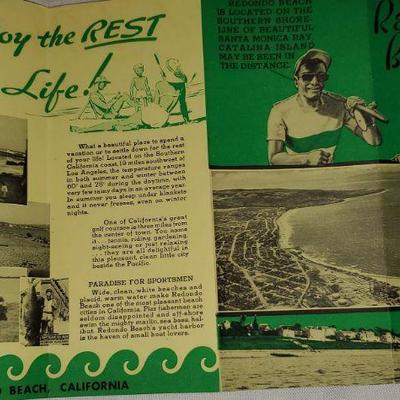 oy the REST
Life!
What a beautiful place to spend a
vacation or to settle down for the rest
of your life! Located on the Southern
California coast, 19 miles southwest of
Los Angeles, the temperature ranges
in both summer and winter between
60° and 78° during the daytime, with
very few rainy days in an average year.
In summer you sleep under blankets
and it never freezes, even on winter
nights.
One of California's great
golf courses is three miles from
the center of town. You name
it . . . tennis, riding, gardening,
sight-seeing or just relaxing
. . . they are all delightful in
this pleasant, clean little city
beside the Pacific.
PARADISE FOR SPORTSMEN
Wide, clean, white beaches and
placid, warm water make Redondo
Beach one of the most pleasant beach
cities in California. Pier fishermen are
seldom disappointed and off-shore
swim the mighty marlin, sea bass, hali-
but. Redondo Beach's yacht harbor
is the haven of small boat lovers.
BEACH, CALIFORNIA
REDONDO BEACH
IS LOCATED ON THE
SOUTHERN SHORE-
LINE OF BEAUTIFUL
SANTA MONICA BAY.
CATALINA ISLAND
MAY BE SEEN IN
THE DISTANCE.